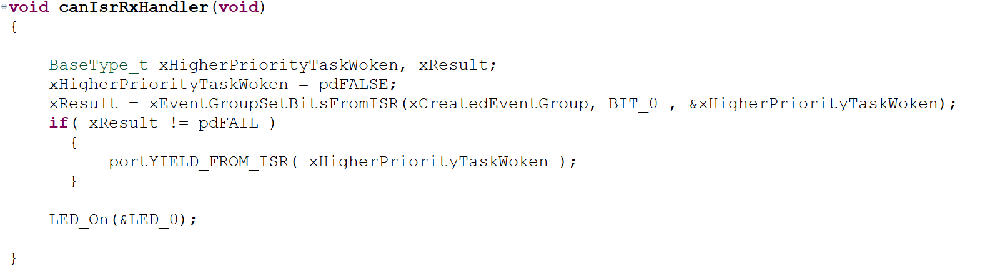 void canIsrRxHandler(void)
{
BaseType_t xHigherPriorityTaskWoken, xResult;
xHigherPriorityTaskWoken = pdFALSE;
xResult = xEventGroupSetBitsFromISR(xCreatedEventGroup, BIT_0 , &xHigherPriorityTaskWoken);
if( xResult != pdFAIL )
{
portYIELD_FROM_ISR( xHigherPriorityTaskWoken );
}
LED_On(&LED_0);
}